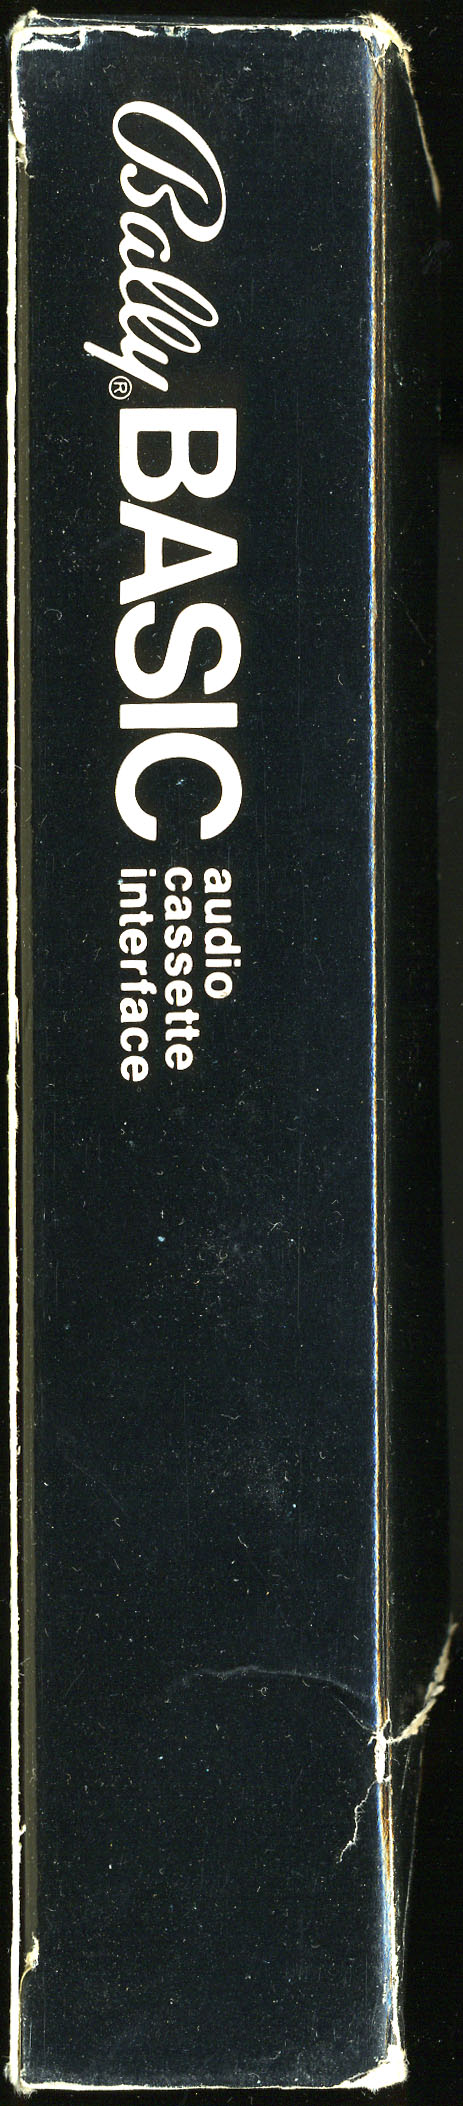 Bally® BASIC
audio
cassette
interface